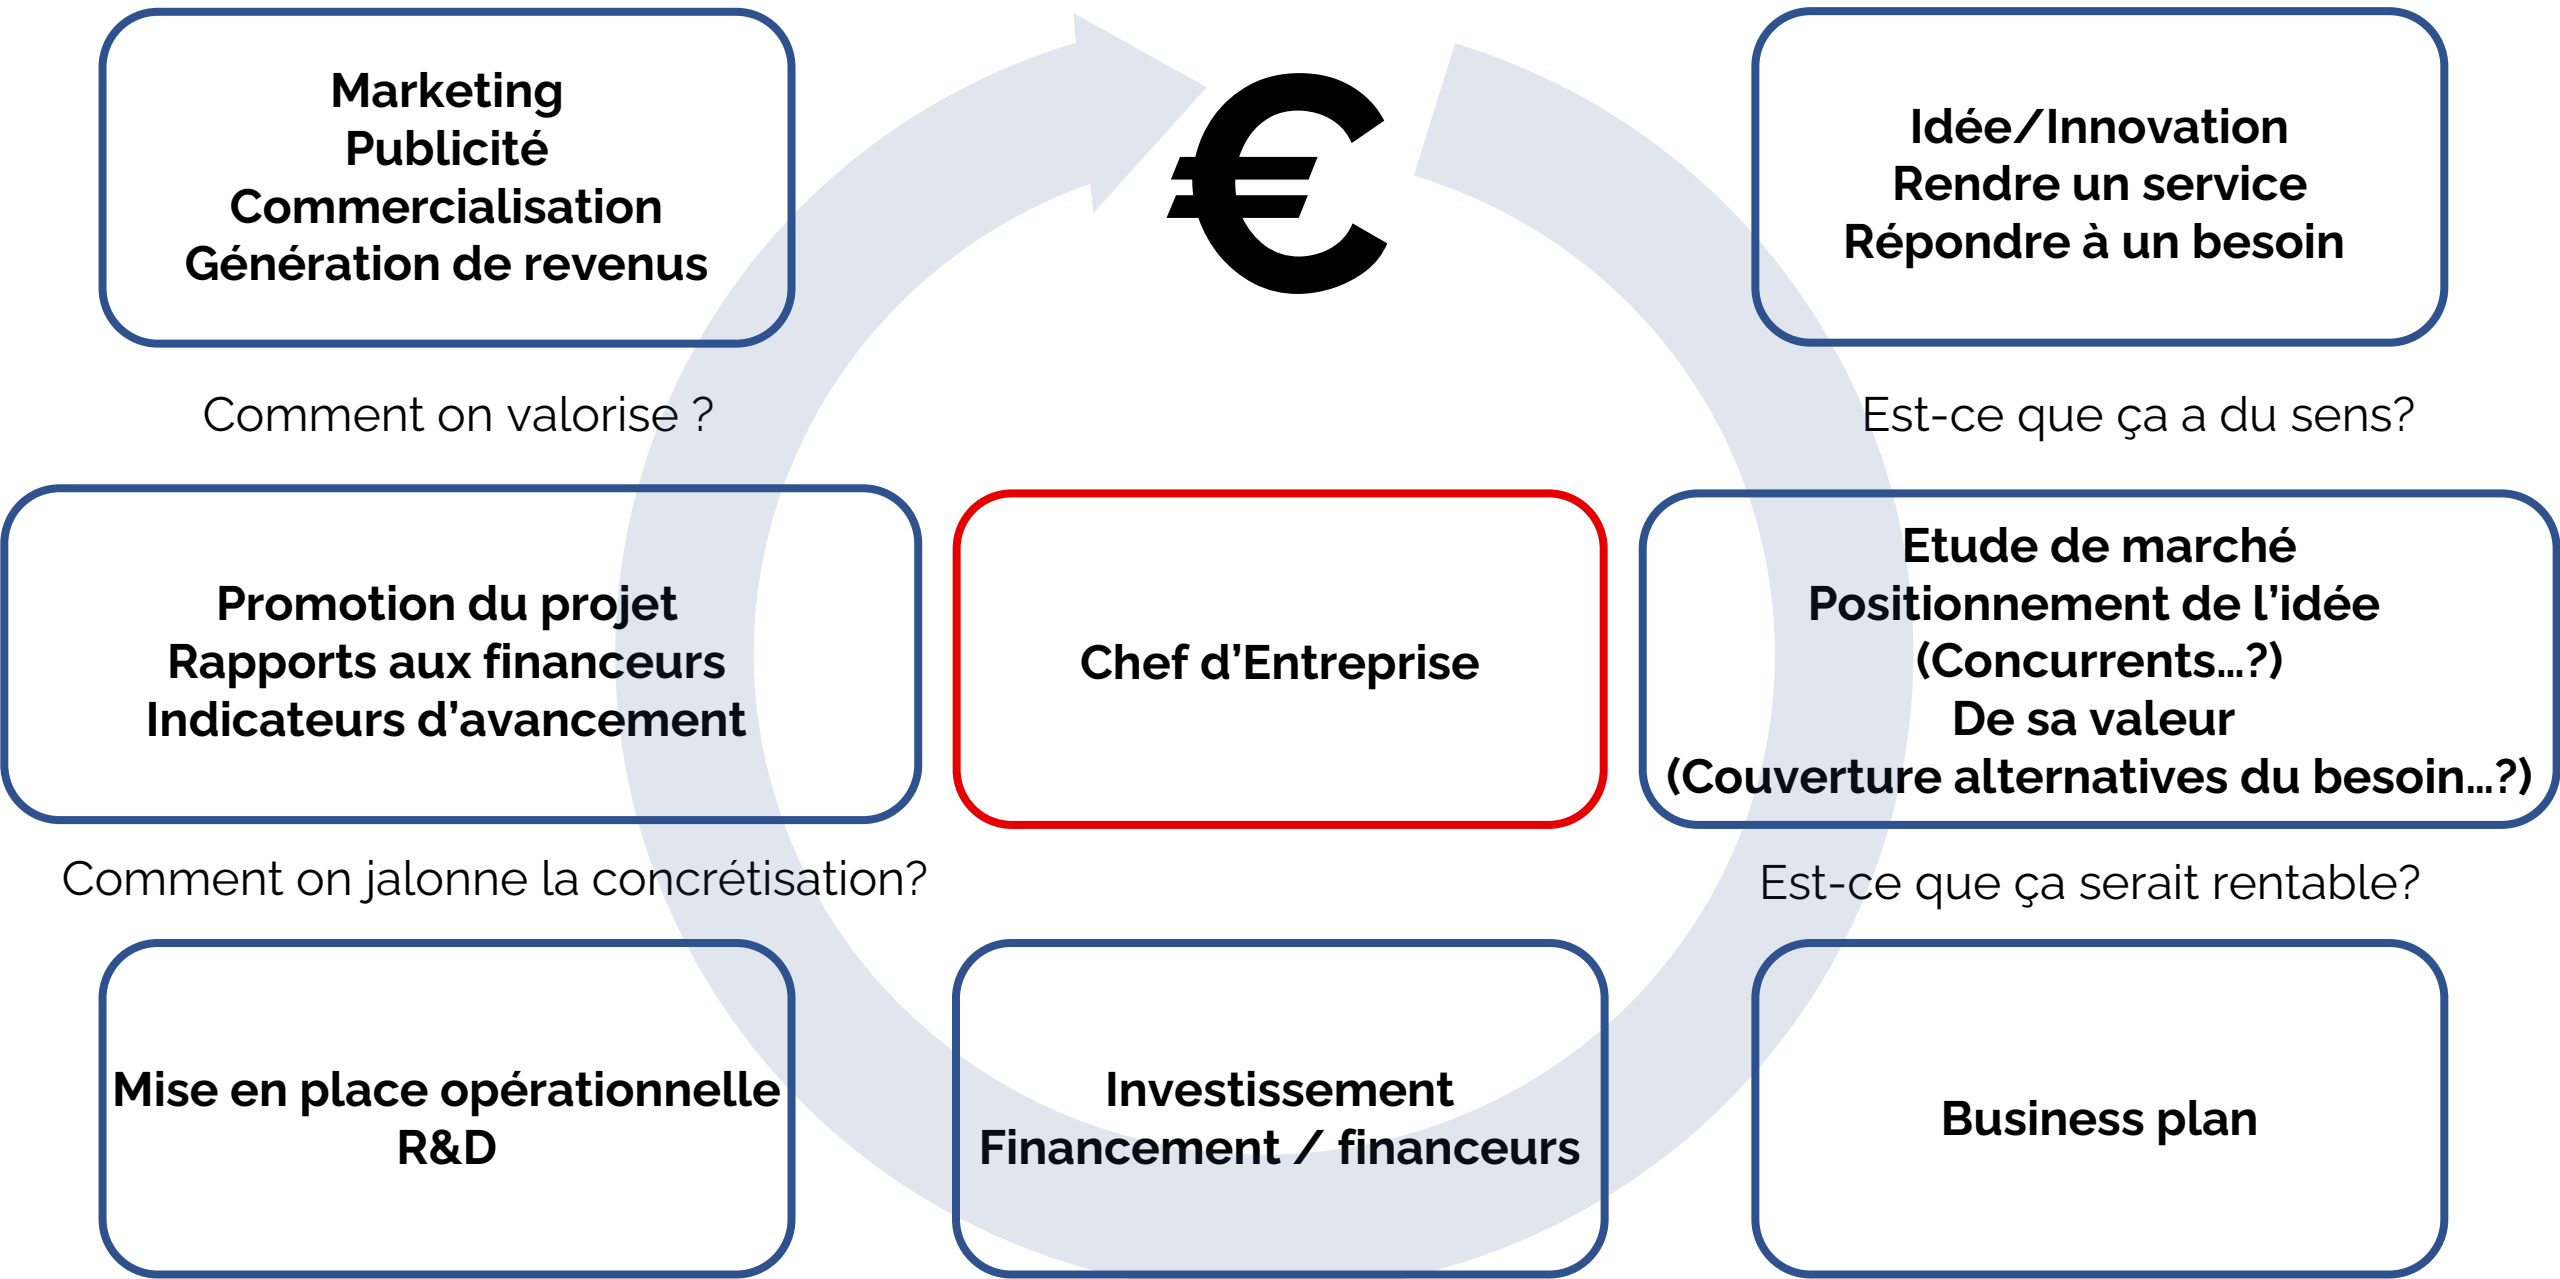 Marketing
Publicité
Commercialisation
Génération de revenus
€
Idée/Innovation
Rendre un service
Répondre à un besoin
Comment on valorise ?
Est-ce que ça a du sens?
Promotion du projet
Rapports aux financeurs
Indicateurs d’avancement
Chef d’Entreprise
Etude de marché
Positionnement de l’idée
(Concurrents…?)
De sa valeur
(Couverture alternatives du besoin…?)
Comment on jalonne la concrétisation?
Est-ce que ça serait rentable?
Mise en place opérationnelle
R&D
Investissement
Financement / financeurs
Business plan